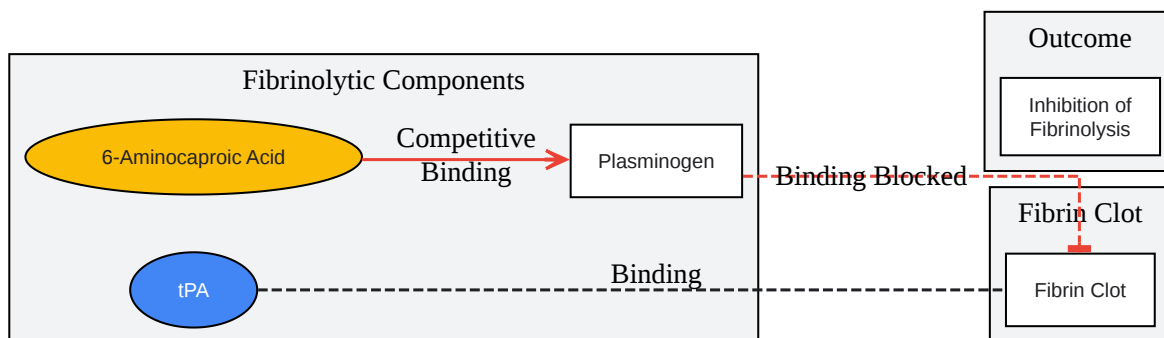 Fibrinolytic Components
6-Aminocaproic Acid
Competitive
Binding
Plasminogen
Binding Blocked
tPA
Binding
Outcome
Inhibition of
Fibrinolysis
Fibrin Clot
Fibrin Clot